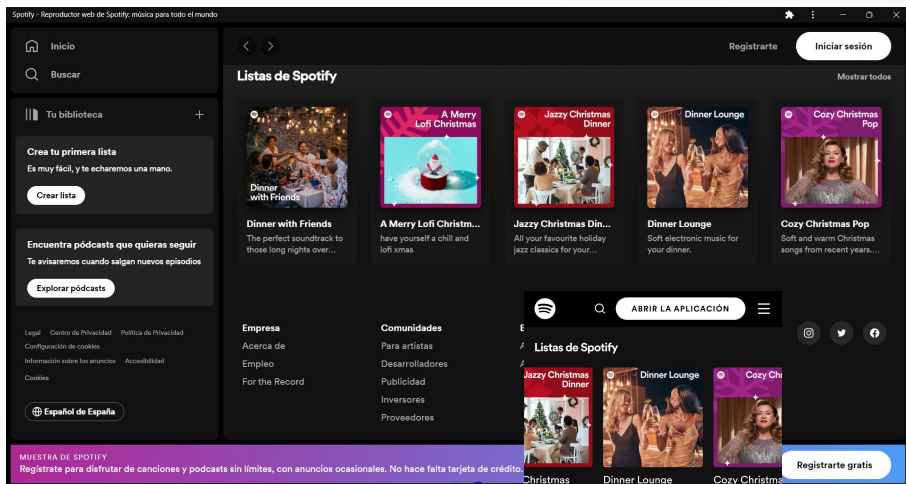 Spotify - Reproductor web de Spotify: música para todo el mundo
Inicio
Buscar
Tu biblioteca
Crea tu primera lista
Es muy fácil, y te echaremos una mano.
Crear lista
Encuentra pódcasts que quieras seguir
Te avisaremos cuando salgan nuevos episodios
Explorar pódcasts
Legal Centro de Privacidad Política de Privacidad
Configuración de cookies
Información sobre los anuncios Accesibilidad
Cookies
Español de España
Registrarte
Iniciar sesión
Listas de Spotify
Mostrar todos
Dinner
with Friends
A Merry
Lofi Christmas
Jazzy Christmas
Dinner
Dinner Lounge
Cozy Christmas
Pop
Dinner with Friends
The perfect soundtrack to
those long nights over...
A Merry Lofi Christm...
have yourself a chill and
lofi xmas
Jazzy Christmas Din...
All your favourite holiday
jazz classics for your...
Dinner Lounge
Soft electronic music for
your dinner.
Cozy Christmas Pop
Soft and warm Christmas
songs from recent years....
Empresa
Acerca de
Empleo
For the Record
Comunidades
Para artistas
Desarrolladores
Publicidad
Inversores
Proveedores
ABRIR LA APLICACIÓN
Listas de Spotify
Jazzy Christmas
Dinner
Dinner Lounge
Cozy Chri
Christmas
Dinner Lounge
Cozy Christma
MUESTRA DE SPOTIFY
Regístrate para disfrutar de canciones y podcasts sin límites, con anuncios ocasionales. No hace falta tarjeta de crédito.
Registrarte gratis